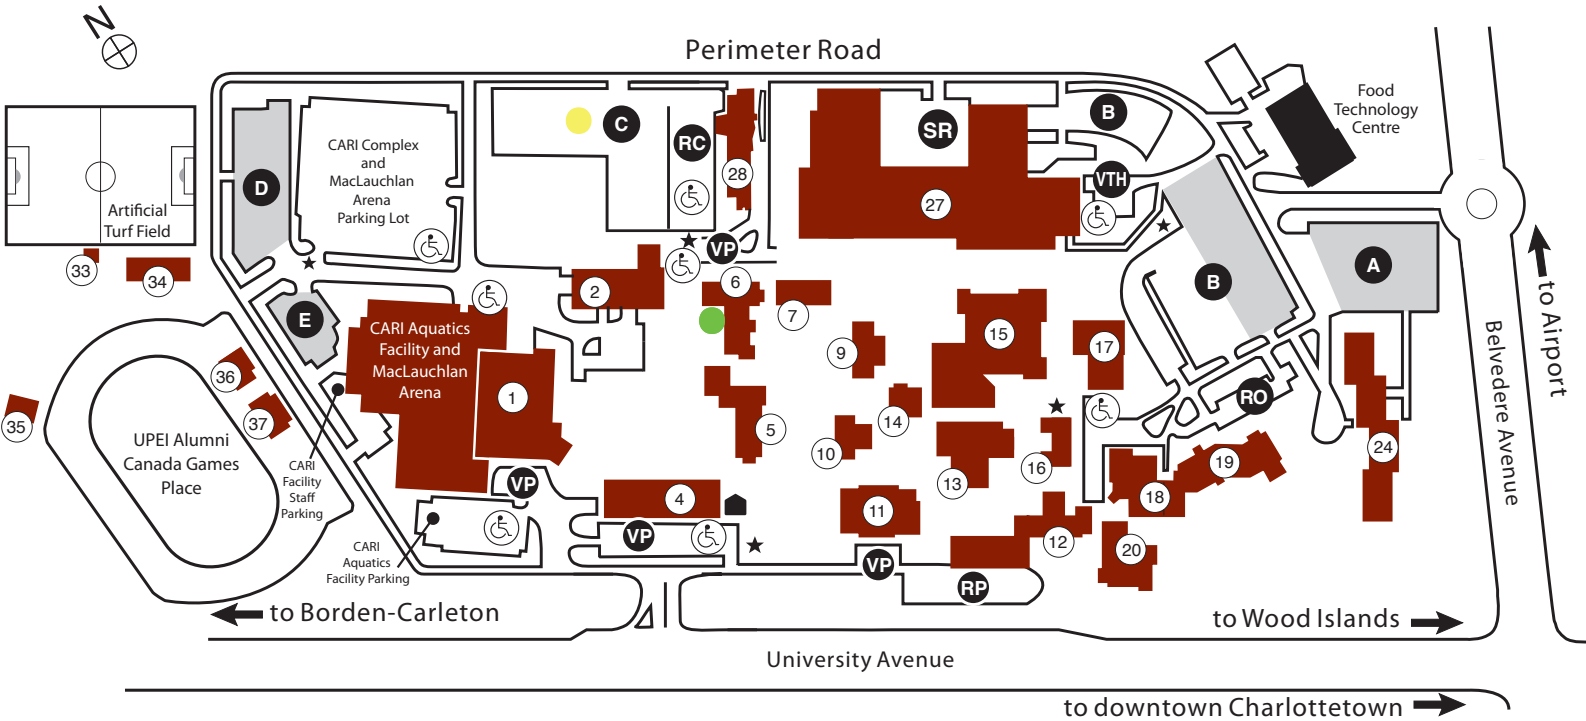 N
Perimeter Road
Food
Technology
Centre
CARI Complex
and
MacLauchlan
Arena
Parking Lot
C
RC
SR
B
VTH
D
28
27
Artificial
Turf Field
33
34
VP
A
B
E
2
6
7
to Airport
Belvedere Avenue
CARI Aquatics
Facility and
MacLauchlan
Arena
1
9
15
17
36
37
35
5
10
14
RO
24
UPEI Alumni
Canada Games
Place
CARI
Facility
Staff
Parking
VP
4
13
16
19
18
11
12
20
VP
VP
RP
CARI
Aquatics
Facility Parking
to Borden-Carleton
to Wood Islands
University Avenue
to downtown Charlottetown